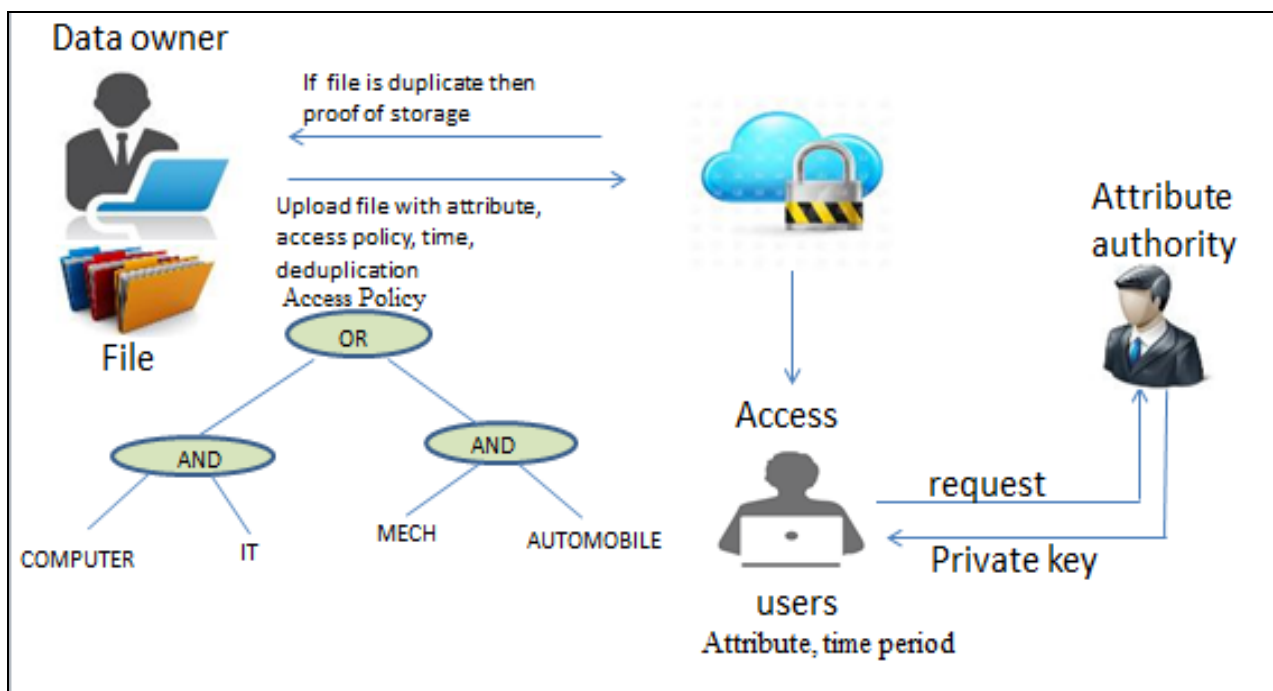 Data owner
If file is duplicate then
proof of storage
Upload file with attribute,
access policy, time,
deduplication
Access Policy
File
OR
AND
AND
COMPUTER
IT
MECH
AUTOMOBILE
Attribute
authority
Access
request
Private key
users
Attribute, time period